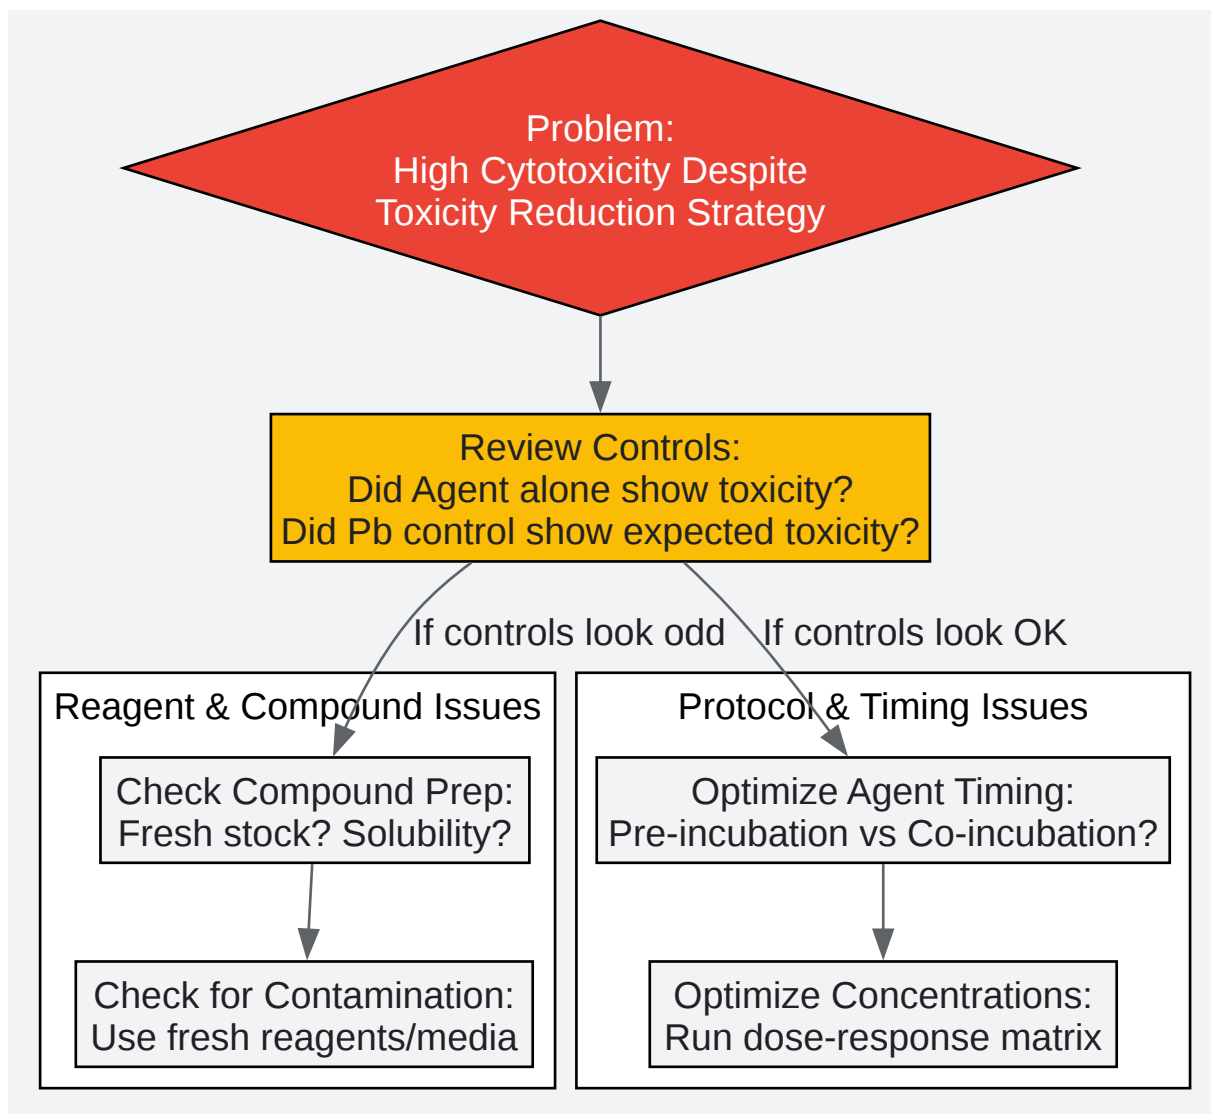 Problem:
High Cytotoxicity Despite
Toxicity Reduction Strategy
Review Controls:
Did Agent alone show toxicity?
Did Pb control show expected toxicity?
If controls look odd
If controls look OK
Reagent & Compound Issues
Check Compound Prep:
Fresh stock? Solubility?
Check for Contamination:
Use fresh reagents/media
Protocol & Timing Issues
Optimize Agent Timing:
Pre-incubation vs Co-incubation?
Optimize Concentrations:
Run dose-response matrix